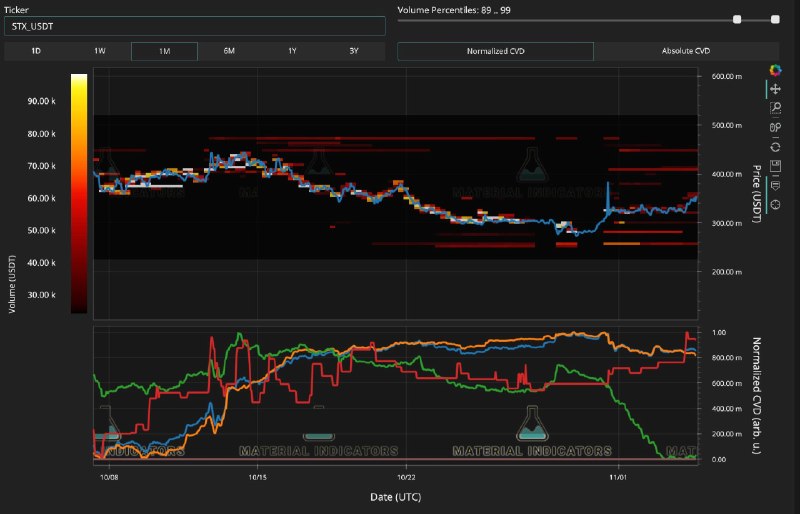 Ticker
Volume Percentiles: 89 .. 99
STX_USDT
1D 1W 1M 6M 1Y 3Y
Normalized CVD Absolute CVD
600.00 m
90.00 k
500.00 m
80.00 k
70.00 k
400.00 m
60.00 k
MATERIAL INDICATORS
50.00 k
300.00 m
40.00 k
200.00 m
30.00 k
Volume (USDT)
Price (USDT)
1.00
800.00 m
600.00 m
400.00 m
200.00 m
0.00
Normalized CVD (arb. u.)
INDICATORS MATERIAL INDICATORS MATERIAL INDICATORS MAT
10/08 10/15 10/22 11/01
Date (UTC)